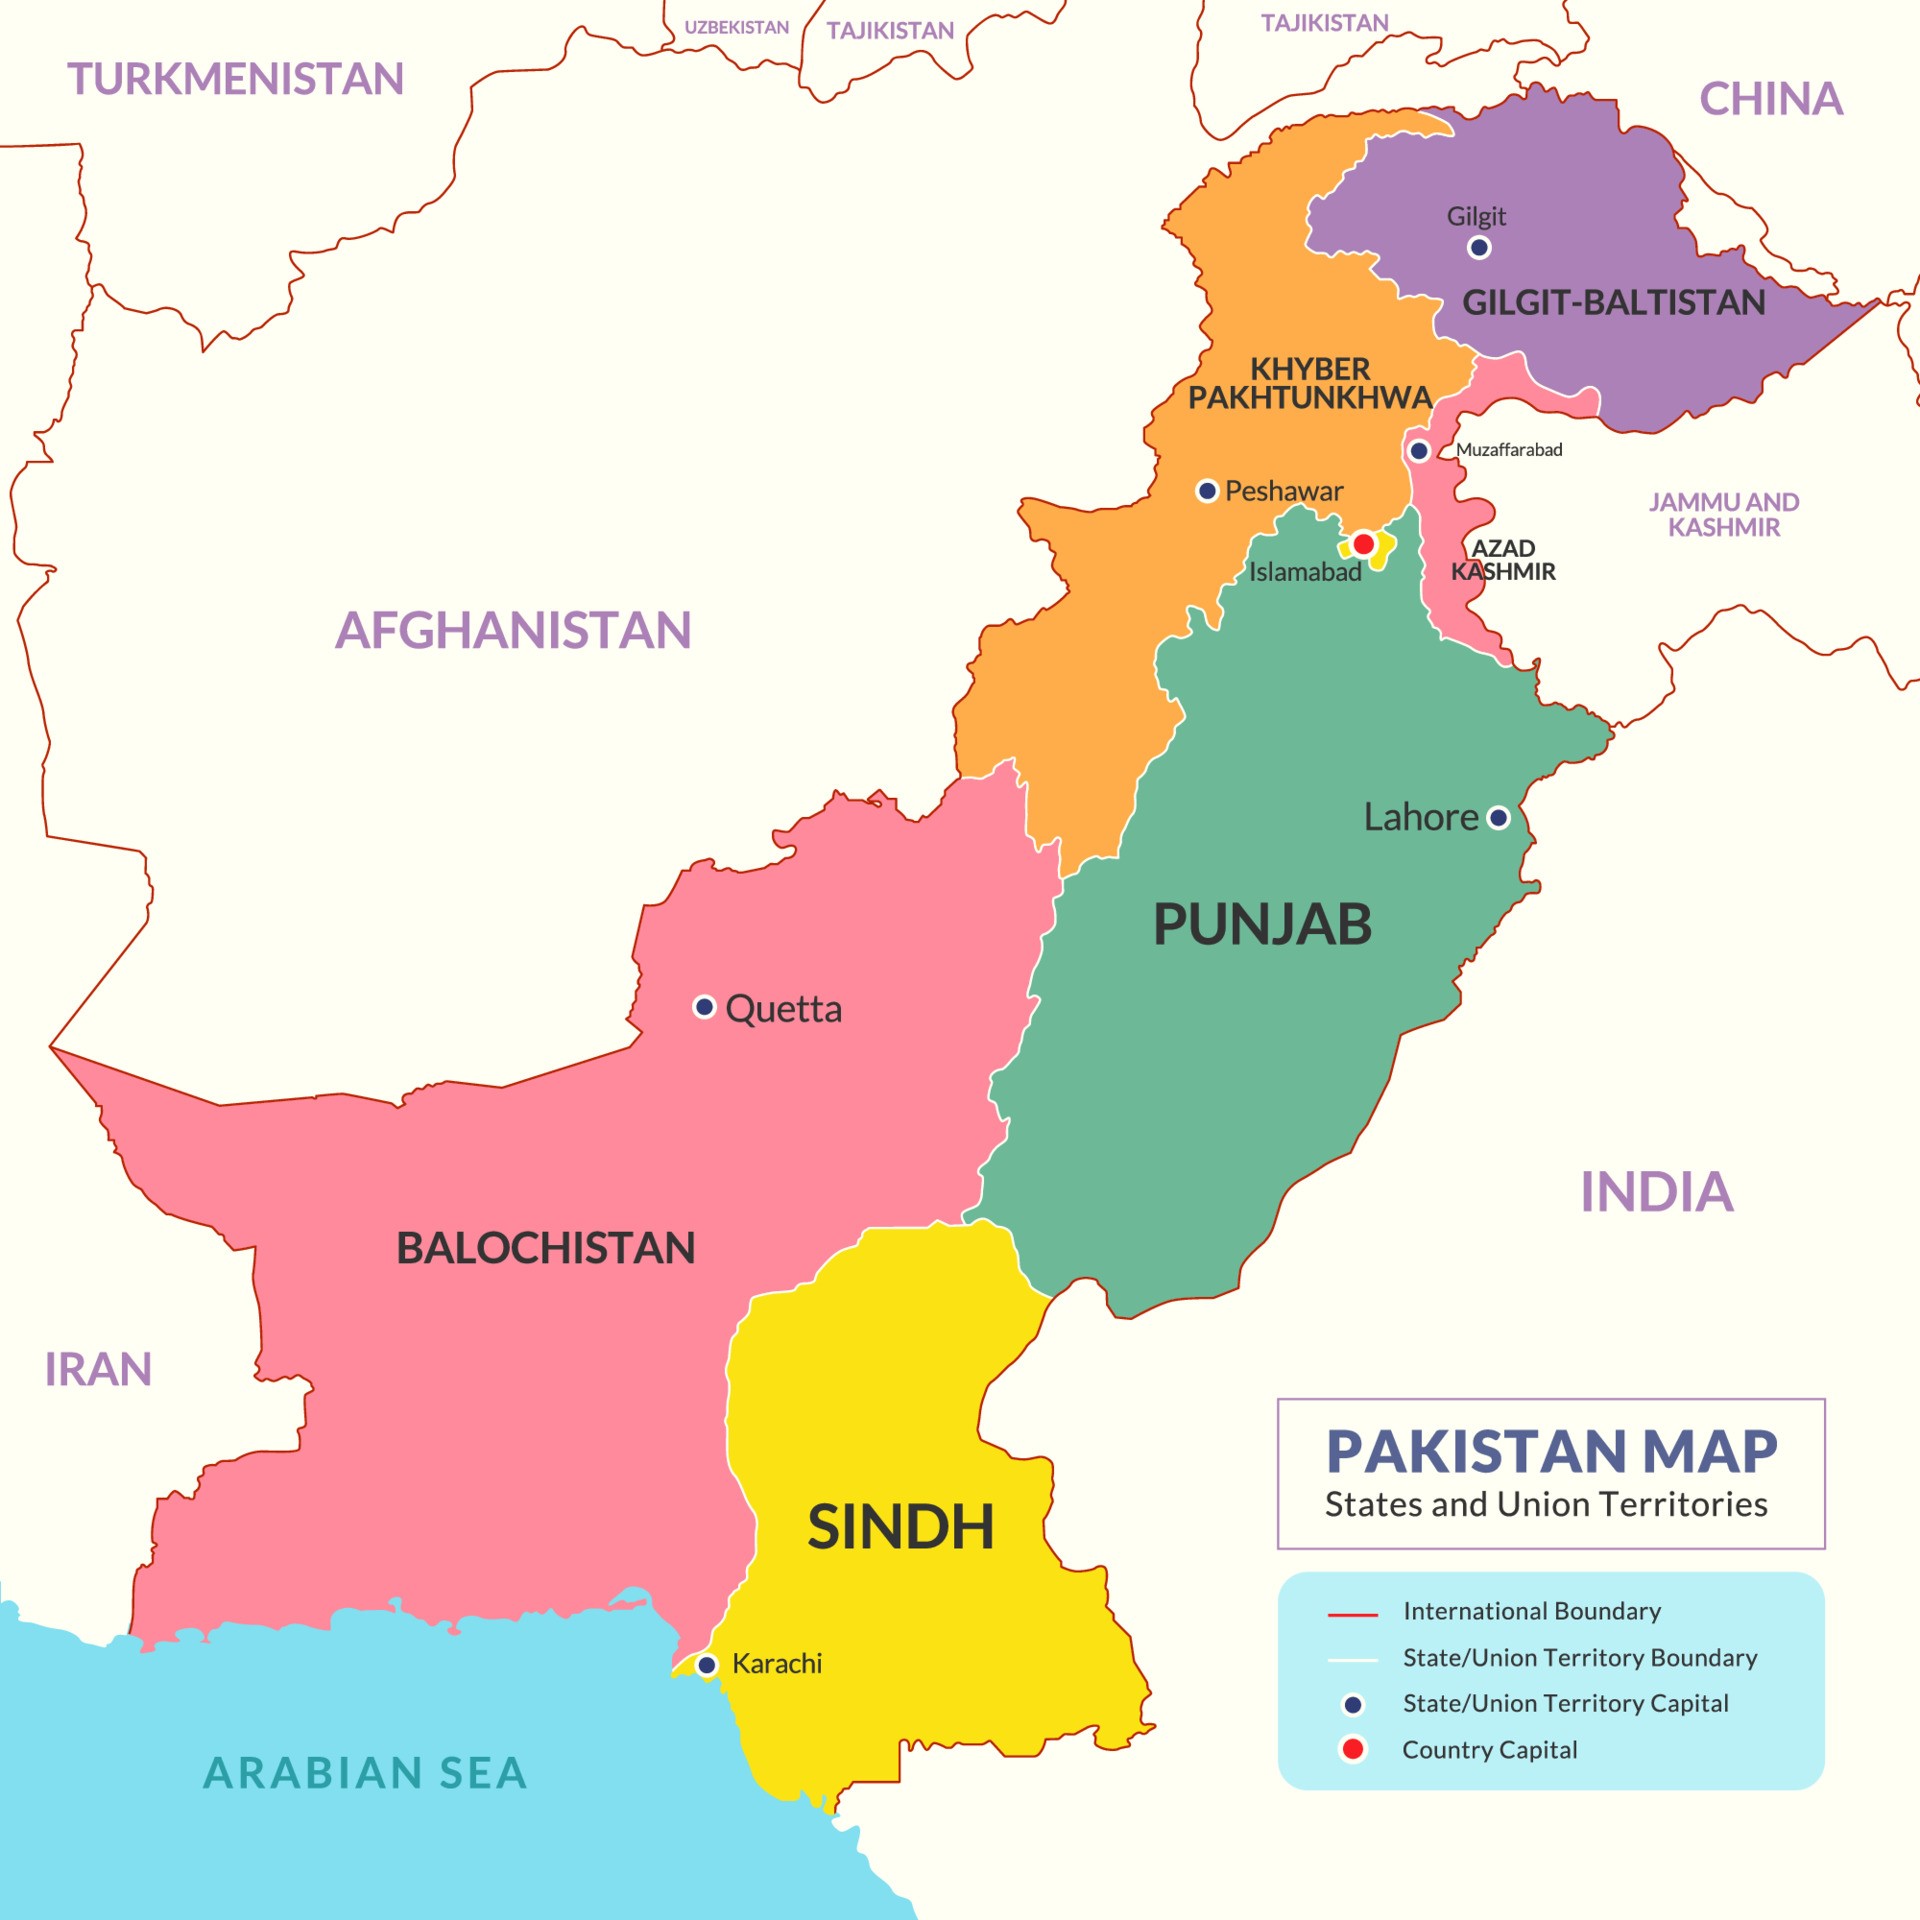 UZBEKISTAN
TAJIKISTAN
TAJIKISTAN
TURKMENISTAN
CHINA
Gilgit
GILGIT-BALTISTAN
KHYBER
PAKHTUNKHWA
Muzaffarabad
Peshawar
JAMMU AND
KASHMIR
AZAD
KASHMIR
Islamabad
AFGHANISTAN
Lahore
PUNJAB
Quetta
INDIA
BALOCHISTAN
IRAN
SINDH
Karachi
ARABIAN SEA
PAKISTAN MAP
States and Union Territories
International Boundary
State/Union Territory Boundary
State/Union Territory Capital
Country Capital